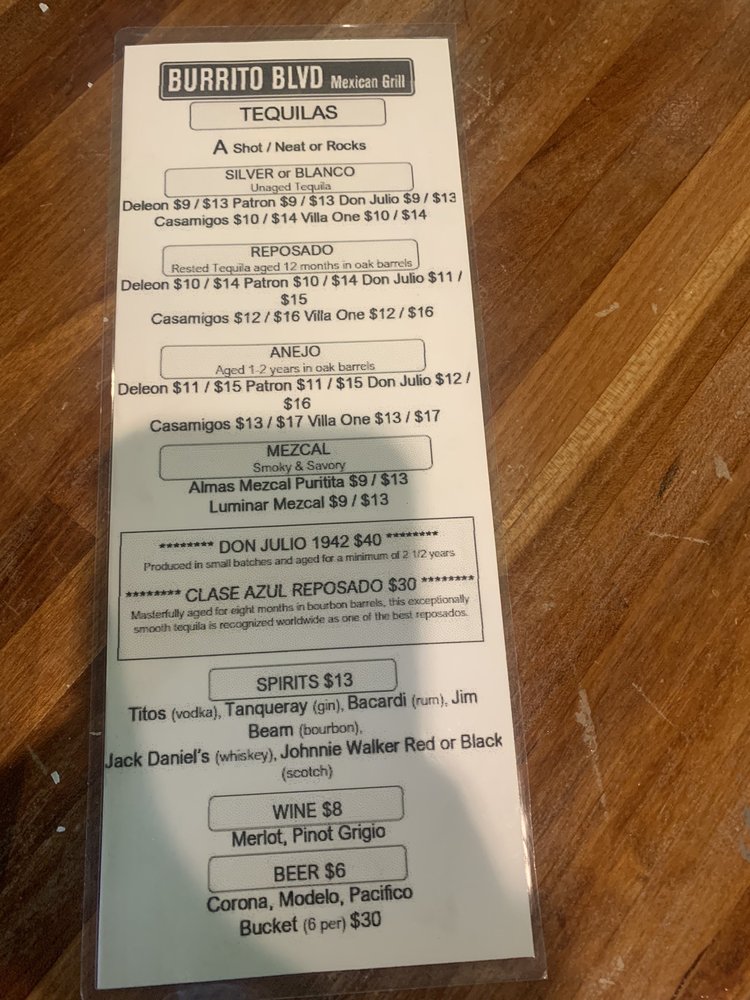 BURRITO BLVD Mexican Grill
TEQUILAS
A Shot / Neat or Rocks
SILVER or BLANCO
Unaged Tequila
Deleon $9 / $13 Patron $9 / $13 Don Julio $9 / $13
Casamigos $10 / $14 Villa One $10 / $14
REPOSADO
Rested Tequila aged 12 months in oak barrels
Deleon $10 / $14 Patron $10 / $14 Don Julio $11 /
$15
Casamigos $12 / $16 Villa One $12 / $16
ANEJO
Aged 1-2 years in oak barrels
Deleon $11 / $15 Patron $11 / $15 Don Julio $12 /
$16
Casamigos $13 / $17 Villa One $13 / $17
MEZCAL
Smoky & Savory
Almas Mezcal Puritita $9 / $13
Luminar Mezcal $9 / $13
******** DON JULIO 1942 $40 ********
Produced in small batches and aged for a minimum of 2 1/2 years
******** CLASE AZUL REPOSADO $30 ********
Masterfully aged for eight months in bourbon barrels, this exceptionally
smooth tequila is recognized worldwide as one of the best reposados.
SPIRITS $13
Titos (vodka), Tanqueray (gin), Bacardi (rum), Jim
Beam (bourbon),
Jack Daniel's (whiskey), Johnnie Walker Red or Black
(scotch)
WINE $8
Merlot, Pinot Grigio
BEER $6
Corona, Modelo, Pacifico
Bucket (6 per) $30